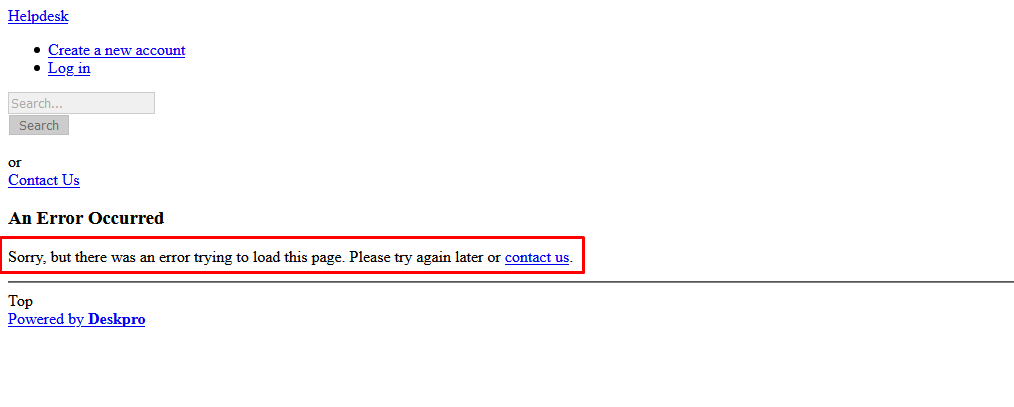 Helpdesk
Create a new account
Log in
Search...
Search
or
Contact Us
An Error Occurred
Sorry, but there was an error trying to load this page. Please try again later or contact us.
Top
Powered by Deskpro